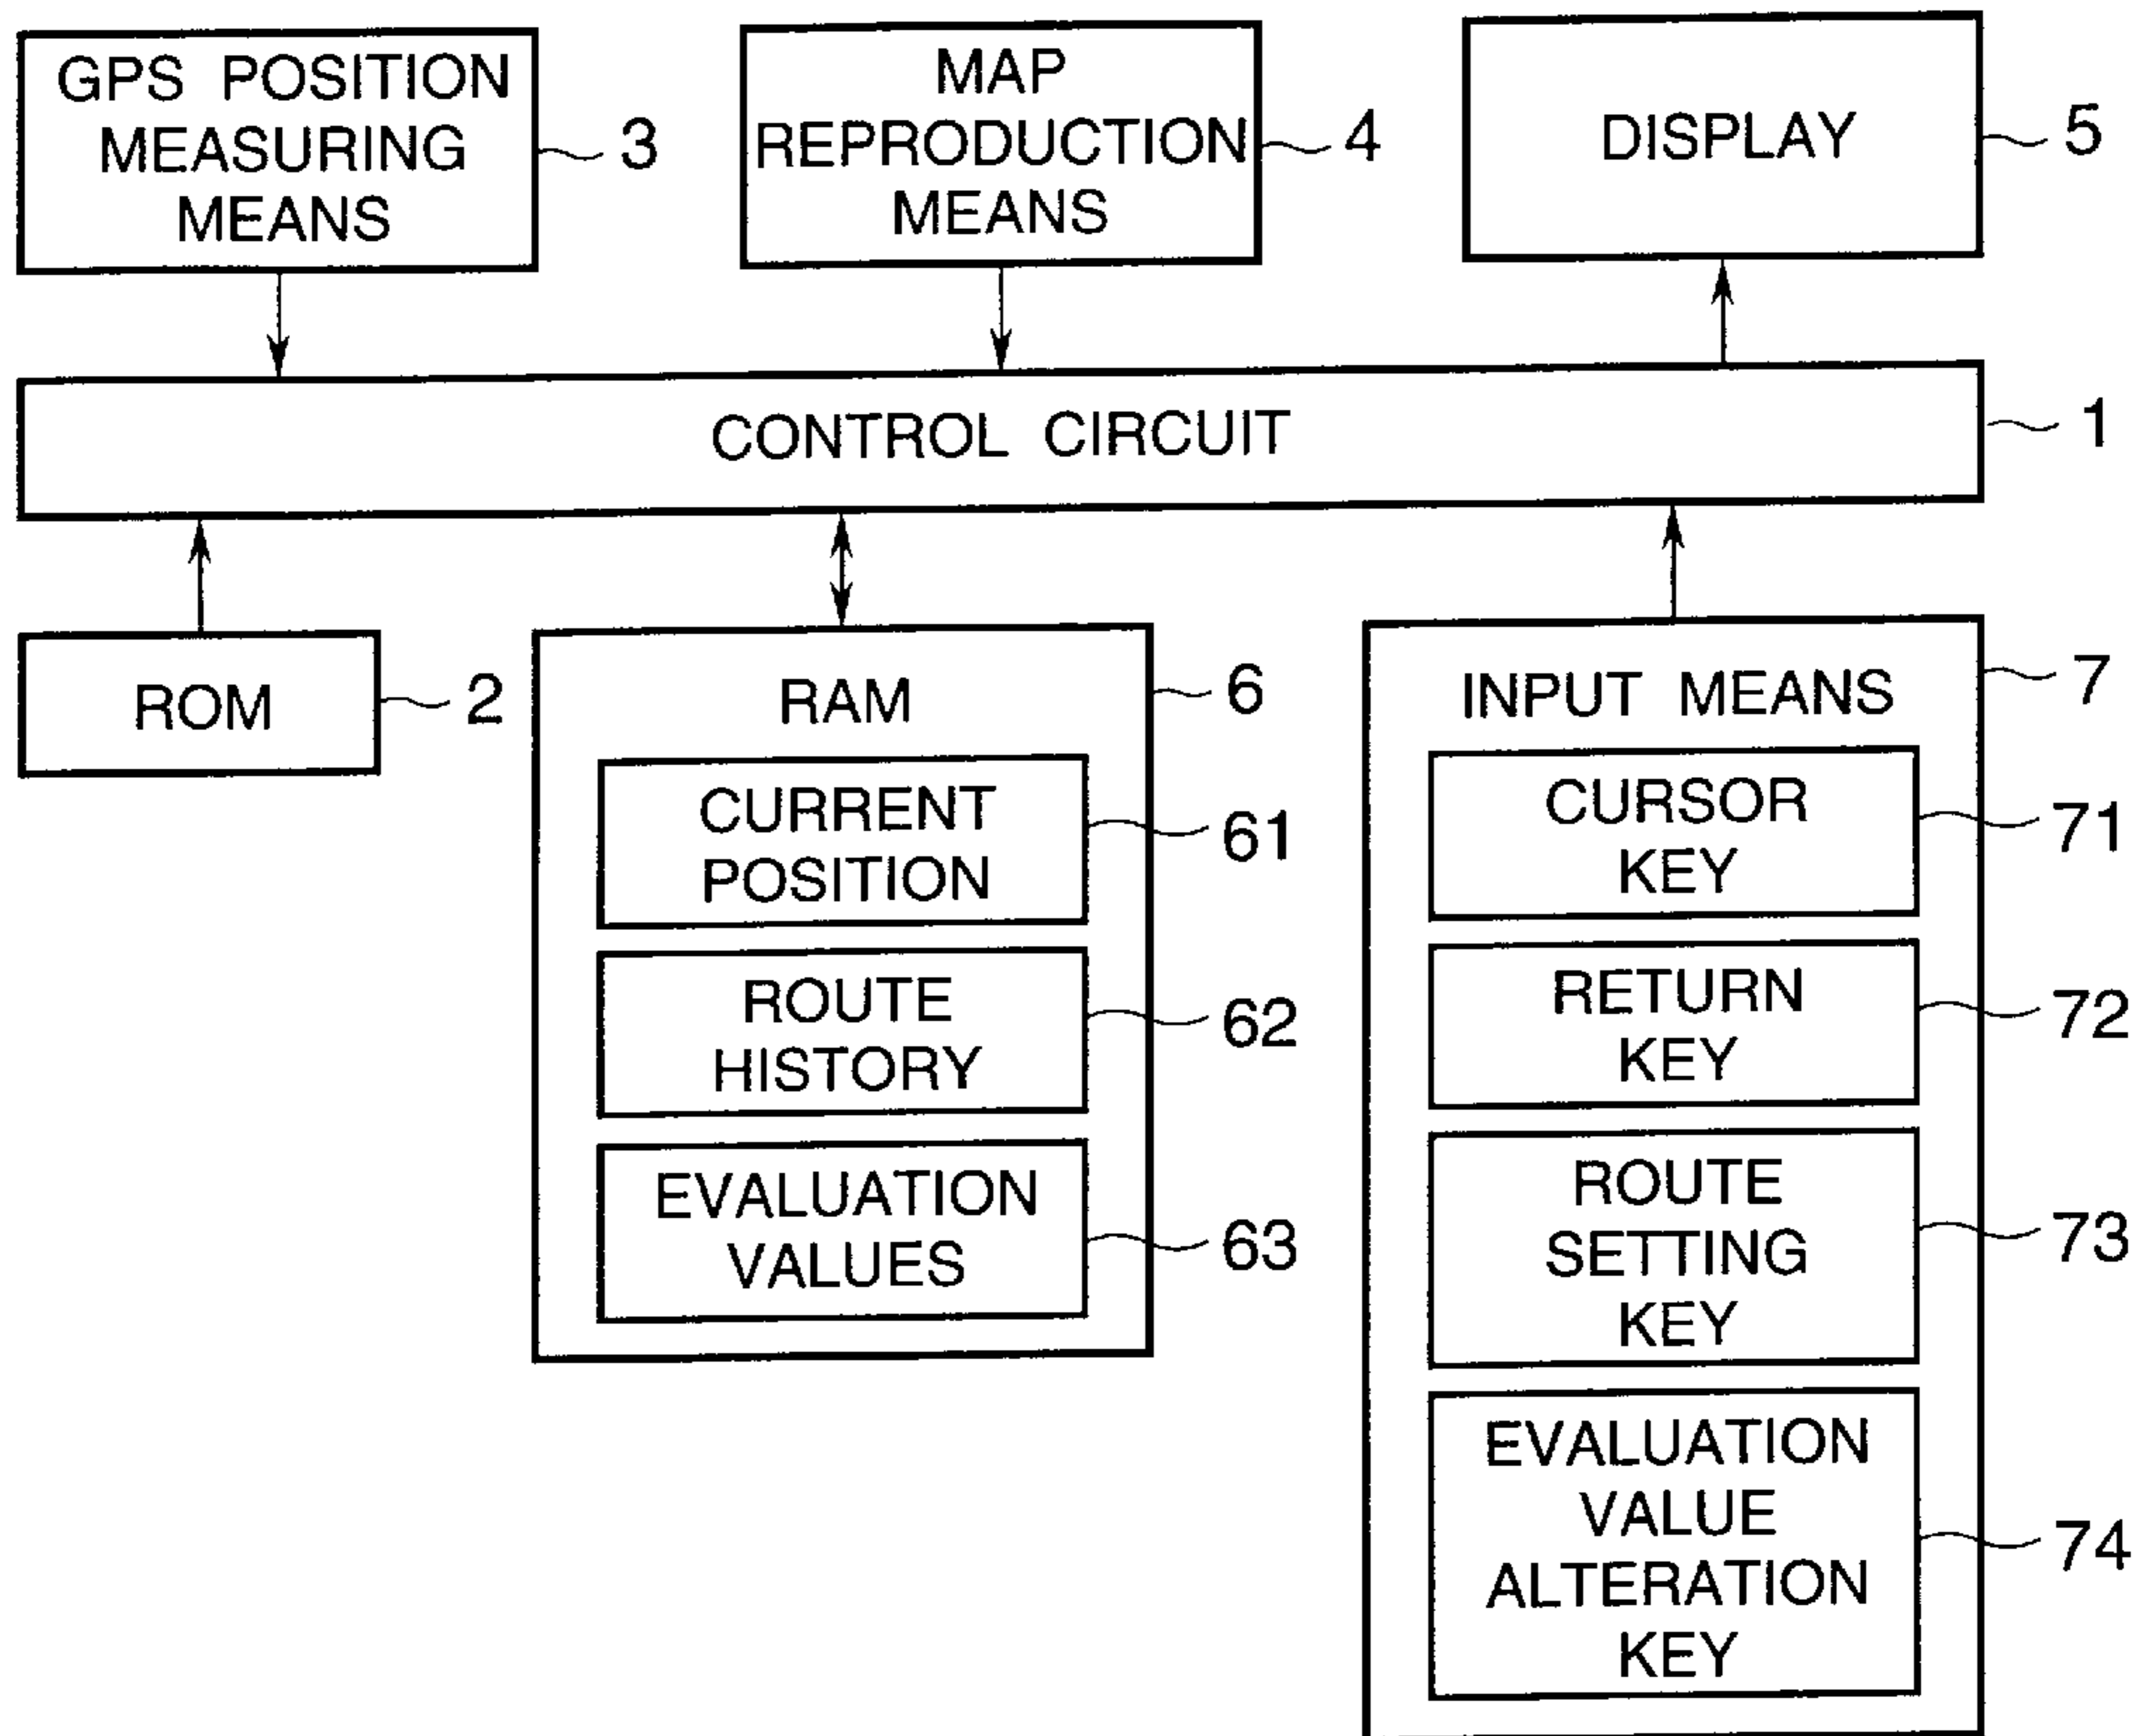 GPS POSITION
MEASURING
MEANS
3
MAP
REPRODUCTION
MEANS
4
DISPLAY
5
CONTROL CIRCUIT
1
ROM
2
RAM
6
CURRENT
POSITION
61
ROUTE
HISTORY
62
EVALUATION
VALUES
63
INPUT MEANS
7
CURSOR
KEY
71
RETURN
KEY
72
ROUTE
SETTING
KEY
73
EVALUATION
VALUE
ALTERATION
KEY
74